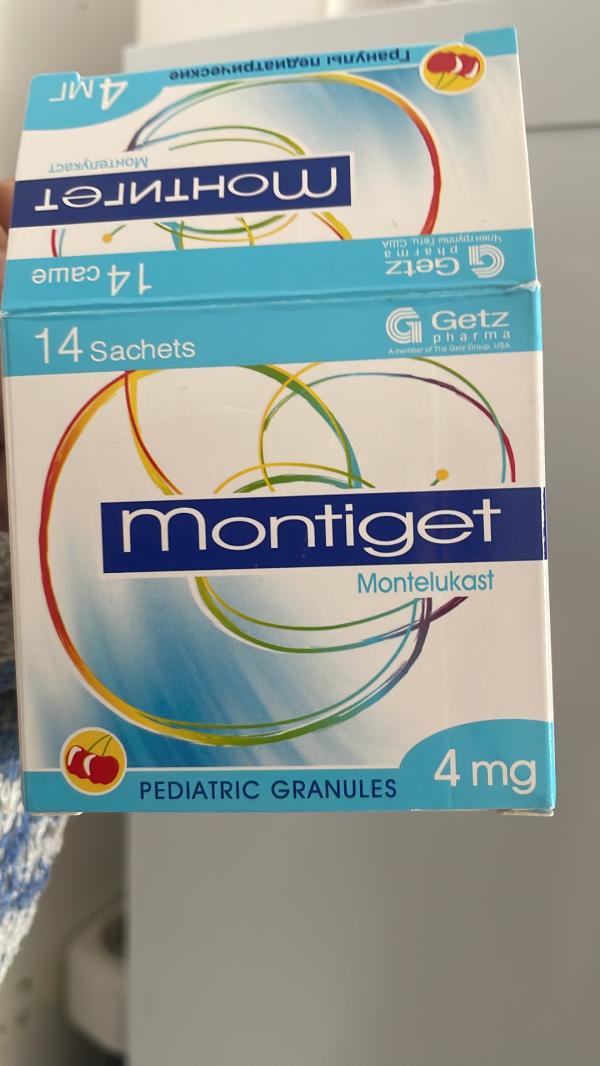 Гранулы педиатрические
4 МГ
Монтелукаст
Монтигет
14 саше
Getz
pharma
Член группы Гетц, США
14 Sachets
Getz
pharma
A member of The Getz Group, USA.
montiget
Montelukast
PEDIATRIC GRANULES
4 mg